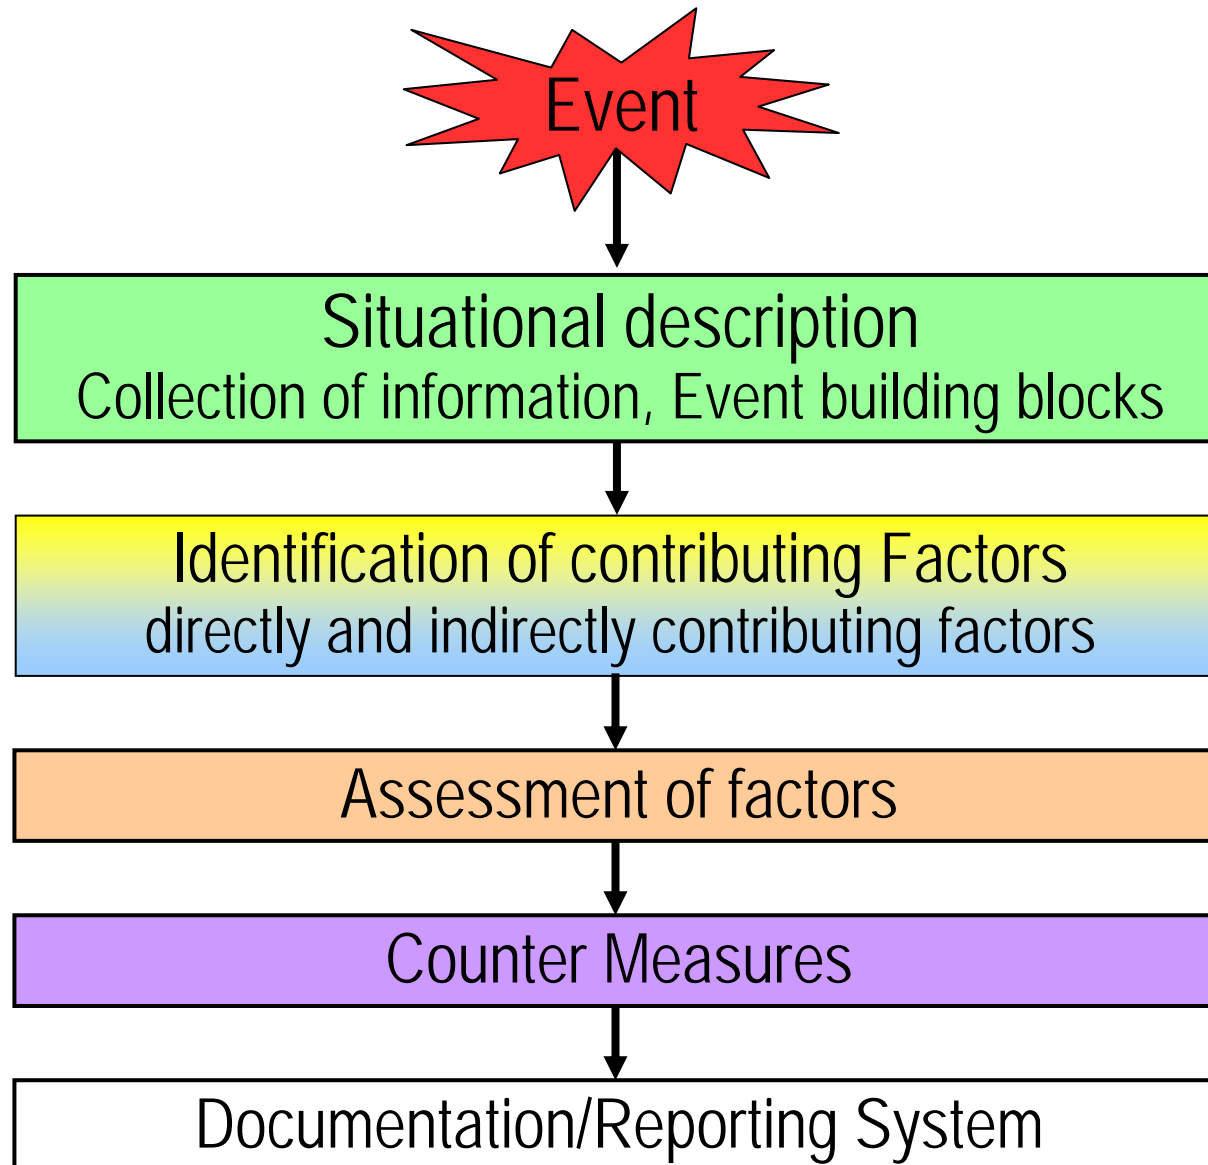 Event
Situational description
Collection of information, Event building blocks
Identification of contributing Factors
directly and indirectly contributing factors
Assessment of factors
Counter Measures
Documentation/Reporting System